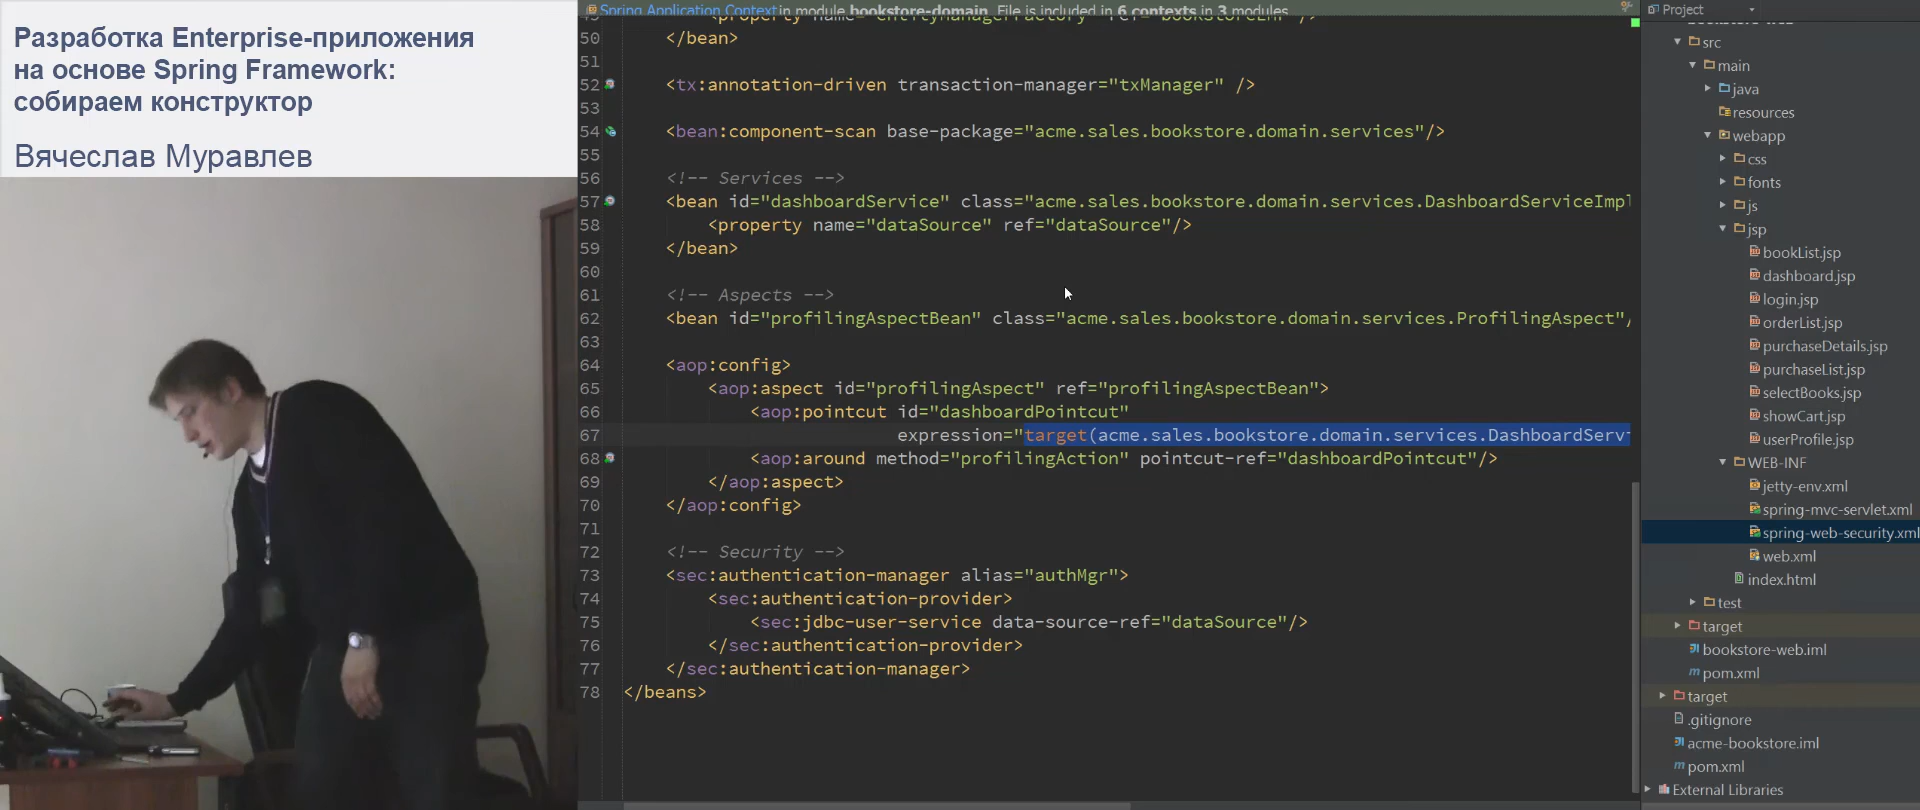 Разработка Enterprise-приложения
на основе Spring Framework:
собираем конструктор
Вячеслав Муравлев
Spring Application Context in module bookstore-domain. File is included in 6 contexts in 3 modules.
49 <property name="entityManagerFactory" ref="bookstoreEmf"/>
50 </bean>
51
52 <tx:annotation-driven transaction-manager="txManager" />
53
54 <bean:component-scan base-package="acme.sales.bookstore.domain.services"/>
55
56 <!-- Services -->
57 <bean id="dashboardService" class="acme.sales.bookstore.domain.services.DashboardServiceImpl
58 <property name="dataSource" ref="dataSource"/>
59 </bean>
60
61 <!-- Aspects -->
62 <bean id="profilingAspectBean" class="acme.sales.bookstore.domain.services.ProfilingAspect"/
63
64 <aop:config>
65 <aop:aspect id="profilingAspect" ref="profilingAspectBean">
66 <aop:pointcut id="dashboardPointcut"
67 expression="target(acme.sales.bookstore.domain.services.DashboardServ
68 <aop:around method="profilingAction" pointcut-ref="dashboardPointcut"/>
69 </aop:aspect>
70 </aop:config>
71
72 <!-- Security -->
73 <sec:authentication-manager alias="authMgr">
74 <sec:authentication-provider>
75 <sec:jdbc-user-service data-source-ref="dataSource"/>
76 </sec:authentication-provider>
77 </sec:authentication-manager>
78 </beans>
Project
bookstore-web
src
main
java
resources
webapp
css
fonts
js
jsp
bookList.jsp
dashboard.jsp
login.jsp
orderList.jsp
purchaseDetails.jsp
purchaseList.jsp
selectBooks.jsp
showCart.jsp
userProfile.jsp
WEB-INF
jetty-env.xml
spring-mvc-servlet.xml
spring-web-security.xml
web.xml
index.html
test
target
bookstore-web.iml
pom.xml
target
.gitignore
acme-bookstore.iml
pom.xml
External Libraries